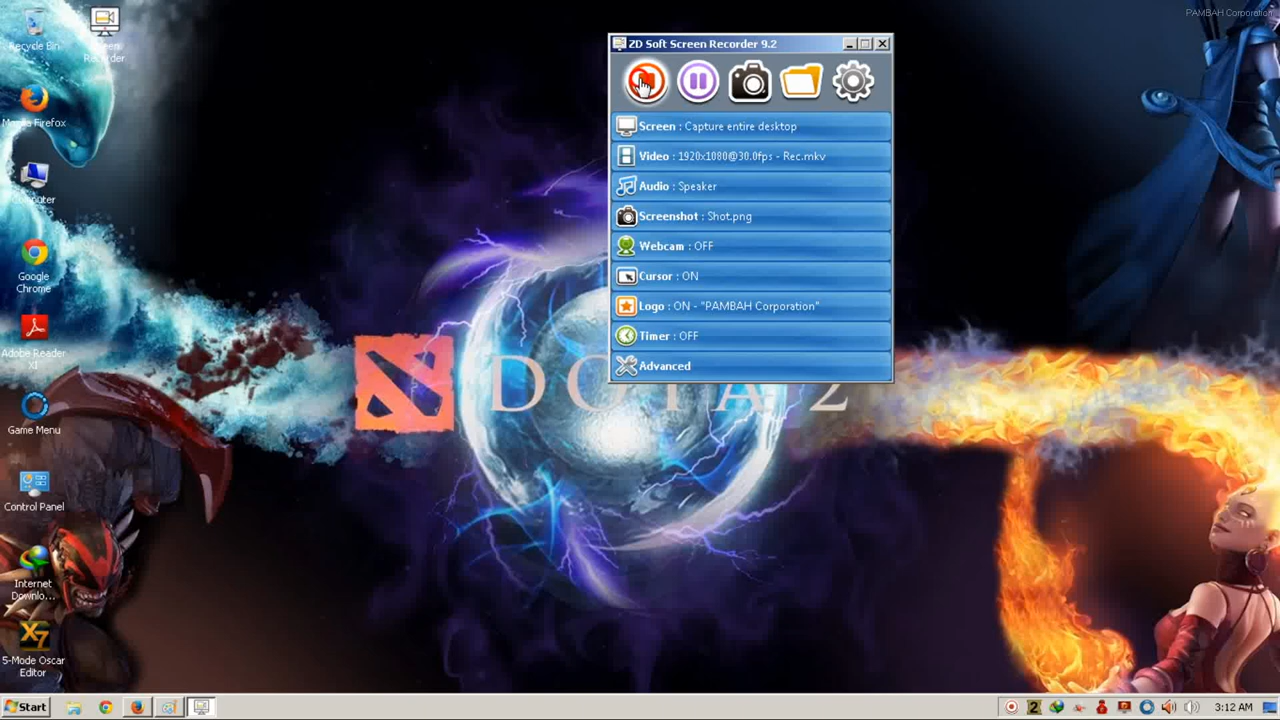 PAMBAH Corporation
Recycle Bin
Screen
Recorder
Mozilla Firefox
Computer
Google
Chrome
Adobe Reader
XI
Game Menu
Control Panel
Internet
Downlo...
5-Mode Oscar
Editor
ZD Soft Screen Recorder 9.2
Screen : Capture entire desktop
Video : 1920x1080@30.0fps - Rec.mkv
Audio : Speaker
Screenshot : Shot.png
Webcam : OFF
Cursor : ON
Logo : ON - "PAMBAH Corporation"
Timer : OFF
Advanced
DOTA 2
Start
2
3:12 AM